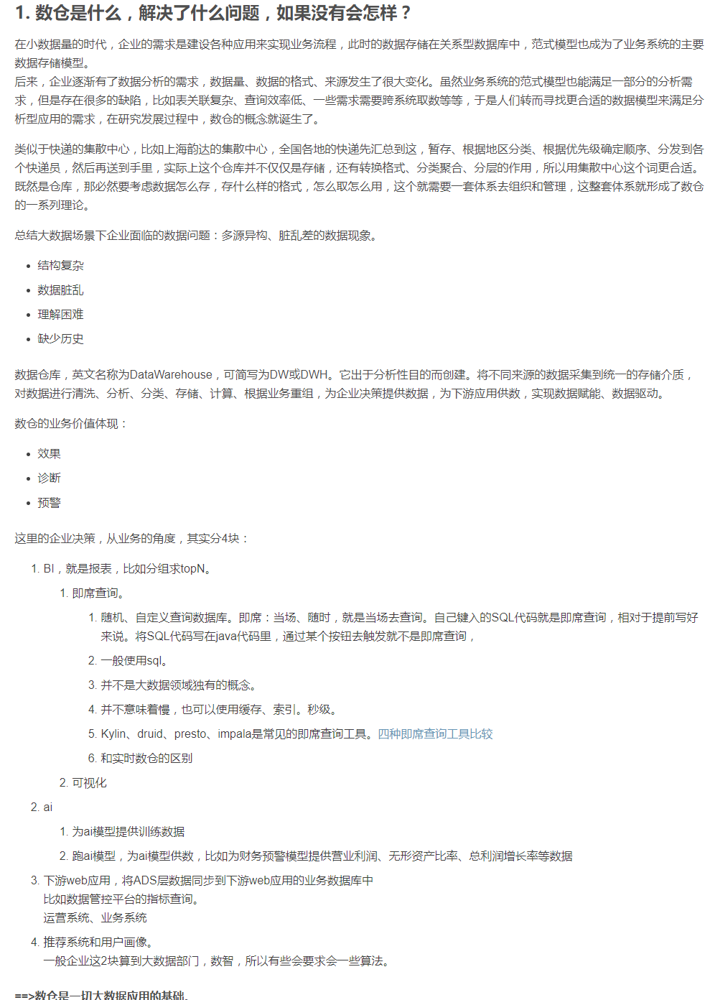 1. 数仓是什么，解决了什么问题，如果没有会怎样？
在小数据量的时代，企业的需求是建设各种应用来实现业务流程，此时的数据存储在关系型数据库中，范式模型也成为了业务系统的主要
数据存储模型。
后来，企业逐渐有了数据分析的需求，数据量、数据的格式、来源发生了很大变化。虽然业务系统的范式模型也能满足一部分的分析需
求，但是存在很多的缺陷，比如表关联复杂、查询效率低、一些需求需要跨系统取数等等，于是人们转而寻找更合适的数据模型来满足分
析型应用的需求，在研究发展过程中，数仓的概念就诞生了。
类似于快递的集散中心，比如上海韵达的集散中心，全国各地的快递先汇总到这，暂存、根据地区分类、根据优先级确定顺序、分发到各
个快递员，然后再送到手里，实际上这个仓库并不仅仅是存储，还有转换格式、分类聚合、分层的作用，所以用集散中心这个词更合适。
既然是仓库，那必然要考虑数据怎么存，存什么样的格式，怎么取怎么用，这个就需要一套体系去组织和管理，这整套体系就形成了数仓
的一系列理论。
总结大数据场景下企业面临的数据问题：多源异构、脏乱差的数据现象。
• 结构复杂
• 数据脏乱
• 理解困难
• 缺少历史
数据仓库，英文名称为DataWarehouse，可简写为DW或DWH。它出于分析性目的而创建。将不同来源的数据采集到统一的存储介质，
对数据进行清洗、分析、分类、存储、计算、根据业务重组，为企业决策提供数据，为下游应用供数，实现数据赋能、数据驱动。
数仓的业务价值体现：
• 效果
• 诊断
• 预警
这里的企业决策，从业务的角度，其实分4块：
1. BI，就是报表，比如分组求topN。
1. 即席查询。
1. 随机、自定义查询数据库。即席：当场、随时，就是当场去查询。自己键入的SQL代码就是即席查询，相对于提前写好
来说。将SQL代码写在java代码里，通过某个按钮去触发就不是即席查询，
2. 一般使用sql。
3. 并不是大数据领域独有的概念。
4. 并不意味着慢，也可以使用缓存、索引。秒级。
5. Kylin、druid、presto、impala是常见的即席查询工具。四种即席查询工具比较
6. 和实时数仓的区别
2. 可视化
2. ai
1. 为ai模型提供训练数据
2. 跑ai模型，为ai模型供数，比如为财务预警模型提供营业利润、无形资产比率、总利润增长率等数据
3. 下游web应用，将ADS层数据同步到下游web应用的业务数据库中
比如数据管控平台的指标查询。
运营系统、业务系统
4. 推荐系统和用户画像。
一般企业这2块算到大数据部门，数智，所以有些会要求会一些算法。
==>数仓是一切大数据应用的基础。